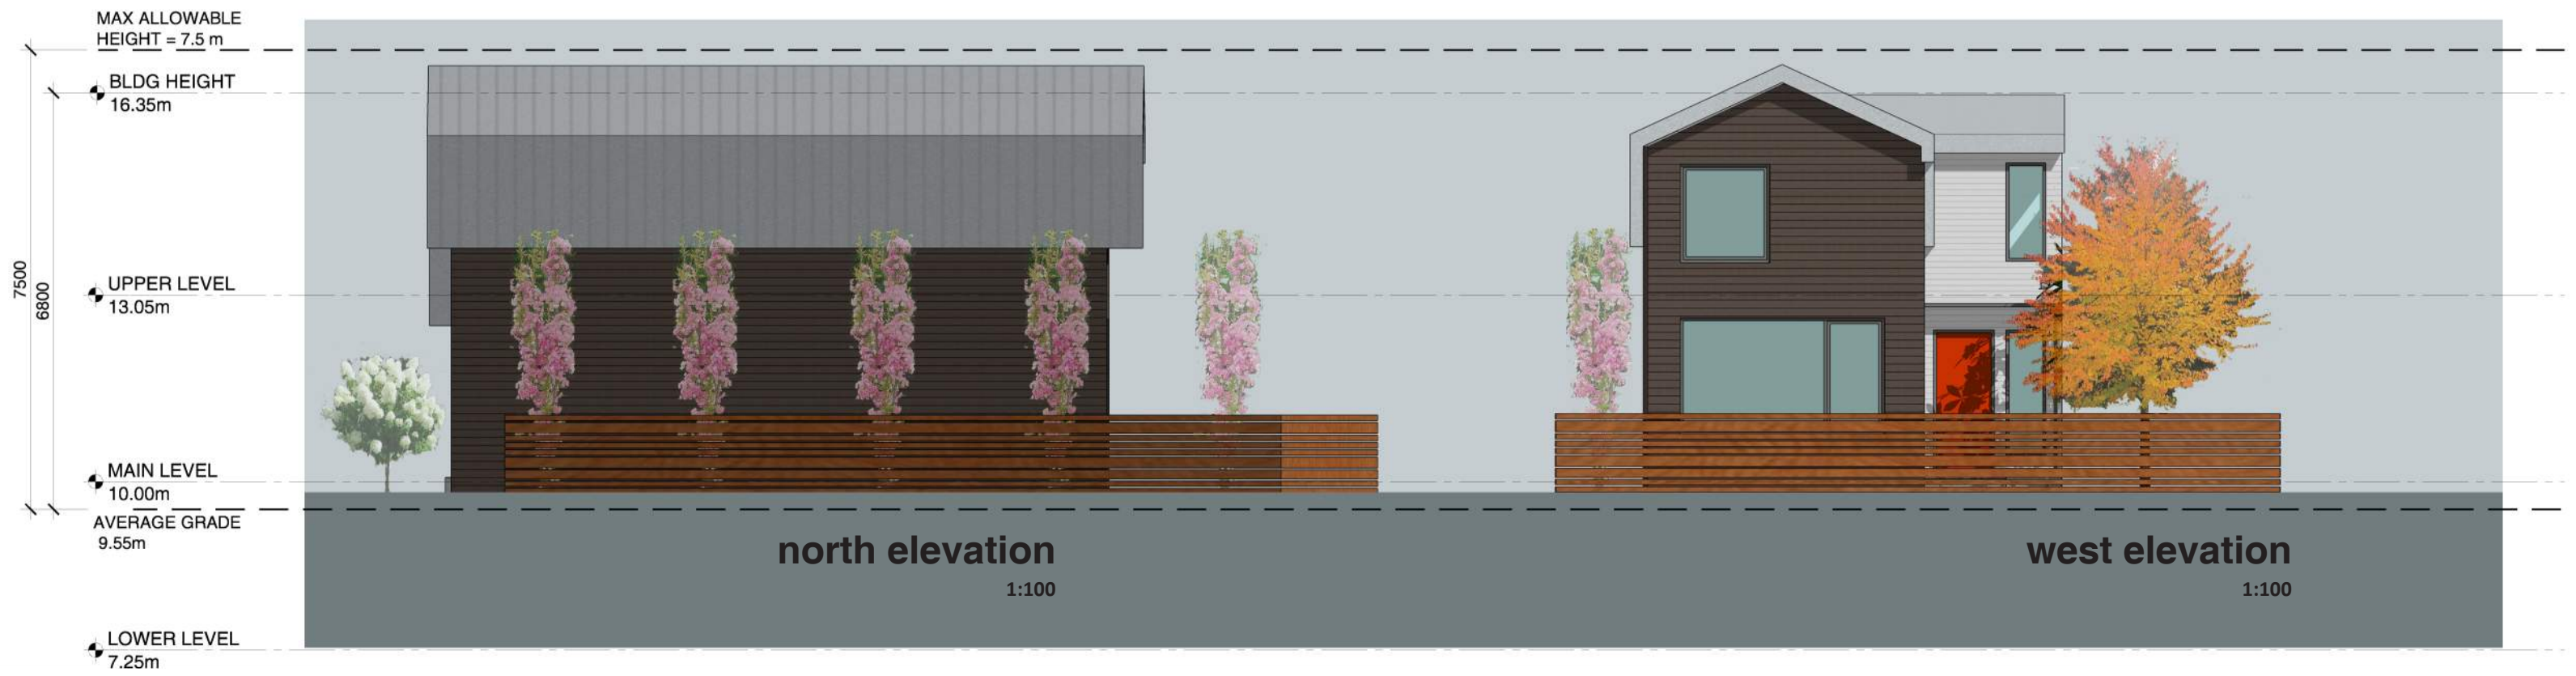 MAX ALLOWABLE
HEIGHT = 7.5 m
BLDG HEIGHT
16.35m
UPPER LEVEL
13.05m
7500
6800
MAIN LEVEL
10.00m
AVERAGE GRADE
9.55m
LOWER LEVEL
7.25m
north elevation
1:100
west elevation
1:100